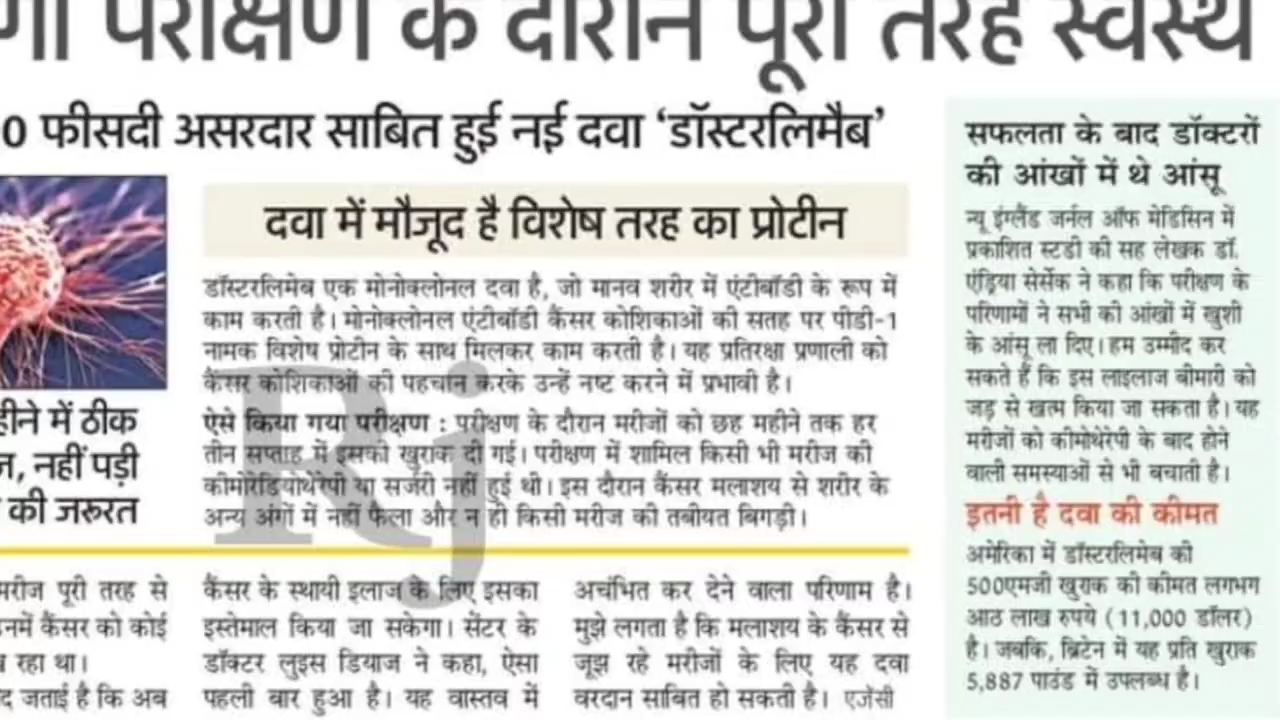 परीक्षण के दौरान पूरी तरह स्वस्थ
0 फीसदी असरदार साबित हुई नई दवा ‘डॉस्टरलिमैब’
दवा में मौजूद है विशेष तरह का प्रोटीन
डॉस्टरलिमेब एक मोनोक्लोनल दवा है, जो मानव शरीर में एंटीबॉडी के रूप में
काम करती है। मोनोक्लोनल एंटीबॉडी कैंसर कोशिकाओं की सतह पर पीडी-1
नामक विशेष प्रोटीन के साथ मिलकर काम करती है। यह प्रतिरक्षा प्रणाली को
कैंसर कोशिकाओं की पहचान करके उन्हें नष्ट करने में प्रभावी है।
ऐसे किया गया परीक्षण : परीक्षण के दौरान मरीजों को छह महीने तक हर
तीन सप्ताह में इसकी खुराक दी गई। परीक्षण में शामिल किसी भी मरीज की
कीमोरेडियोथेरेपी या सर्जरी नहीं हुई थी। इस दौरान कैंसर मलाशय से शरीर के
अन्य अंगों में नहीं फैला और न ही किसी मरीज की तबीयत बिगड़ी।
हीने में ठीक
ज, नहीं पड़ी
की जरूरत
मरीज पूरी तरह से
नमें कैंसर को कोई
रहा था।
जताई है कि अब
कैंसर के स्थायी इलाज के लिए इसका
इस्तेमाल किया जा सकेगा। सेंटर के
डॉक्टर लुइस डियाज ने कहा, ऐसा
पहली बार हुआ है। यह वास्तव में
अचंभित कर देने वाला परिणाम है।
मुझे लगता है कि मलाशय के कैंसर से
जूझ रहे मरीजों के लिए यह दवा
वरदान साबित हो सकती है। एजेंसी
सफलता के बाद डॉक्टरों
की आंखों में थे आंसू
न्यू इंग्लैंड जर्नल ऑफ मेडिसिन में
प्रकाशित स्टडी की सह लेखक डॉ.
एंड्रिया सेर्सेक ने कहा कि परीक्षण के
परिणामों ने सभी की आंखों में खुशी
के आंसू ला दिए। हम उम्मीद कर
सकते हैं कि इस लाइलाज बीमारी को
जड़ से खत्म किया जा सकता है। यह
मरीजों को कीमोथेरेपी के बाद होने
वाली समस्याओं से भी बचाती है।
इतनी है दवा की कीमत
अमेरिका में डॉस्टरलिमेब की
500एमजी खुराक की कीमत लगभग
आठ लाख रुपये (11,000 डॉलर)
है। जबकि, ब्रिटेन में यह प्रति खुराक
5,887 पाउंड में उपलब्ध है।
Rj